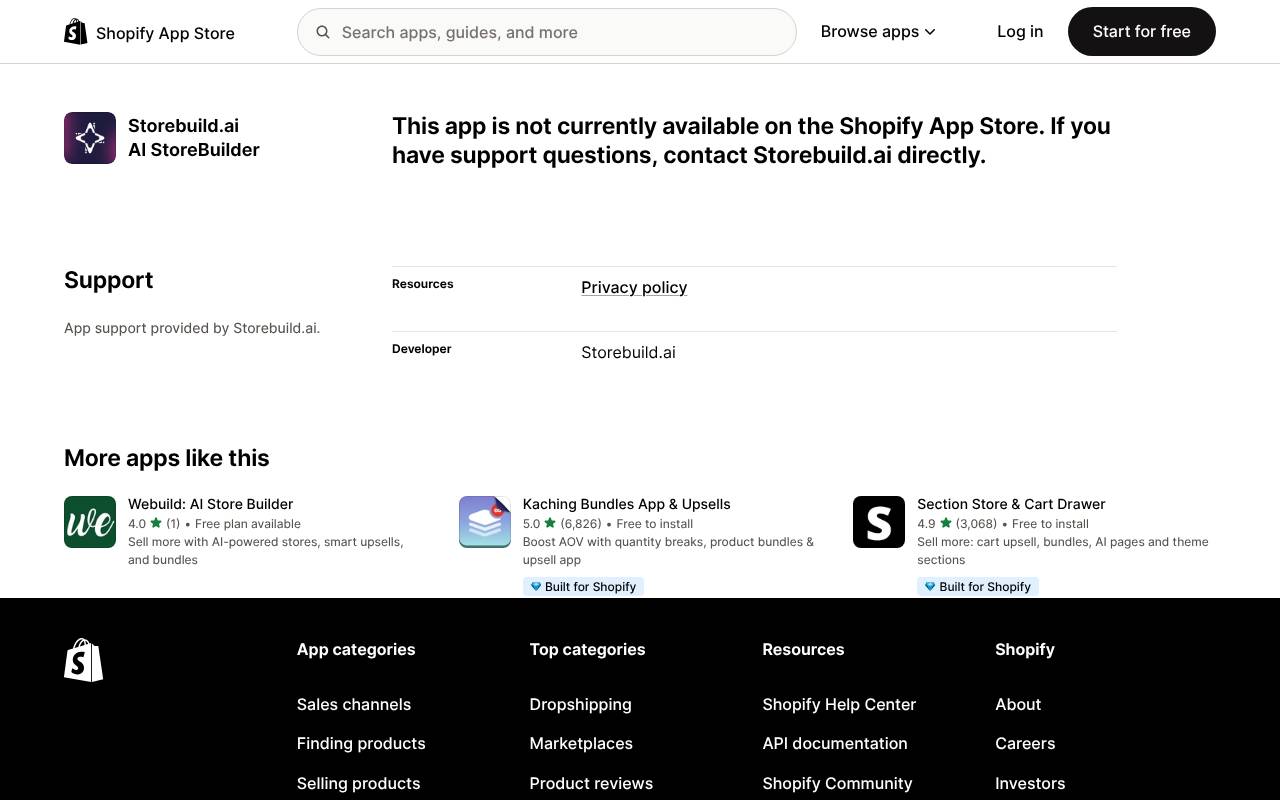 Shopify App Store
Search apps, guides, and more
Browse apps
Log in
Start for free
Storebuild.ai
AI StoreBuilder
This app is not currently available on the Shopify App Store. If you
have support questions, contact Storebuild.ai directly.
Support
App support provided by Storebuild.ai.
Resources
Privacy policy
Developer
Storebuild.ai
More apps like this
we
Webuild: AI Store Builder
4.0 ★ (1) • Free plan available
Sell more with AI-powered stores, smart upsells,
and bundles
Kaching Bundles App & Upsells
5.0 ★ (6,826) • Free to install
Boost AOV with quantity breaks, product bundles &
upsell app
Built for Shopify
S
Section Store & Cart Drawer
4.9 ★ (3,068) • Free to install
Sell more: cart upsell, bundles, AI pages and theme
sections
Built for Shopify
App categories
Sales channels
Finding products
Selling products
Top categories
Dropshipping
Marketplaces
Product reviews
Resources
Shopify Help Center
API documentation
Shopify Community
Shopify
About
Careers
Investors